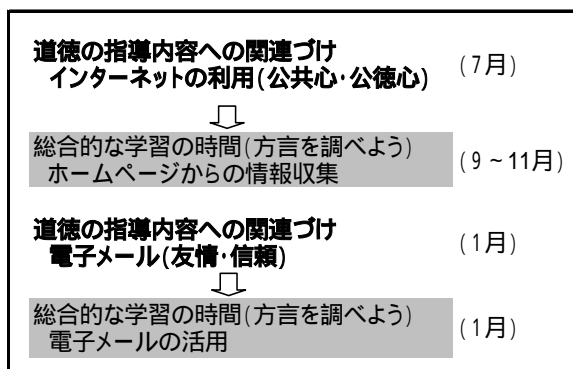 道徳の指導内容への関連づけ
インターネットの利用(公共心･公徳心) (7月)
総合的な学習の時間(方言を調べよう)
ホームページからの情報収集 (9～11月)
道徳の指導内容への関連づけ
電子メール(友情･信頼) (1月)
総合的な学習の時間(方言を調べよう)
電子メールの活用 (1月)